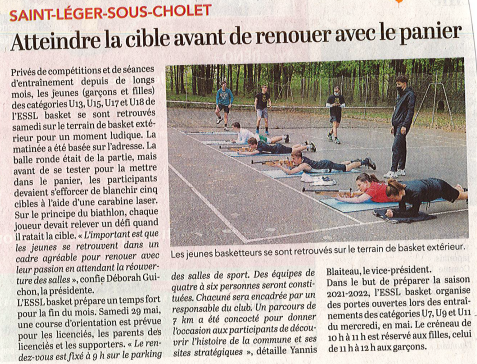 SAINT-LÉGER-SOUS-CHOLET
Atteindre la cible avant de renouer avec le panier
Privés de compétitions et de séances
d'entraînement depuis de longs
mois, les jeunes (garçons et filles)
des catégories U13, U15, U17 et U18 de
l'ESSL basket se sont retrouvés
samedi sur le terrain de basket exté-
rieur pour un moment ludique. La
matinée a été basée sur l'adresse. La
balle ronde était de la partie, mais
avant de se tester pour la mettre
dans le panier, les participants
devaient s'efforcer de blanchir cinq
cibles à l'aide d'une carabine laser.
Sur le principe du biathlon, chaque
joueur devait relever un défi quand
il ratait la cible. « L'important est que
les jeunes se retrouvent dans un
cadre agréable pour renouer avec
leur passion en attendant la réouver-
ture des salles », confie Déborah Gui-
chon, la présidente.
L'ESSL basket prépare un temps fort
pour la fin du mois. Samedi 29 mai,
une course d'orientation est prévue
pour les licenciés, les parents des
licenciés et les supporters. « Le ren-
dez-vous est fixé à 9 h sur le parking
Les jeunes basketteurs se sont retrouvés sur le terrain de basket extérieur.
des salles de sport. Des équipes de
quatre à six personnes seront consti-
tuées. Chacune sera encadrée par un
responsable du club. Un parcours de
7 km a été concocté pour donner
l'occasion aux participants de décou-
vrir l'histoire de la commune et ses
sites stratégiques », détaille Yannis
Blaiteau, le vice-président.
Dans le but de préparer la saison
2021-2022, l'ESSL basket organise
des portes ouvertes lors des entraî-
nements des catégories U7, U9 et U11
du mercredi, en mai. Le créneau de
10 h à 11 h est réservé aux filles, celui
de 11 h à 12 h aux garçons.